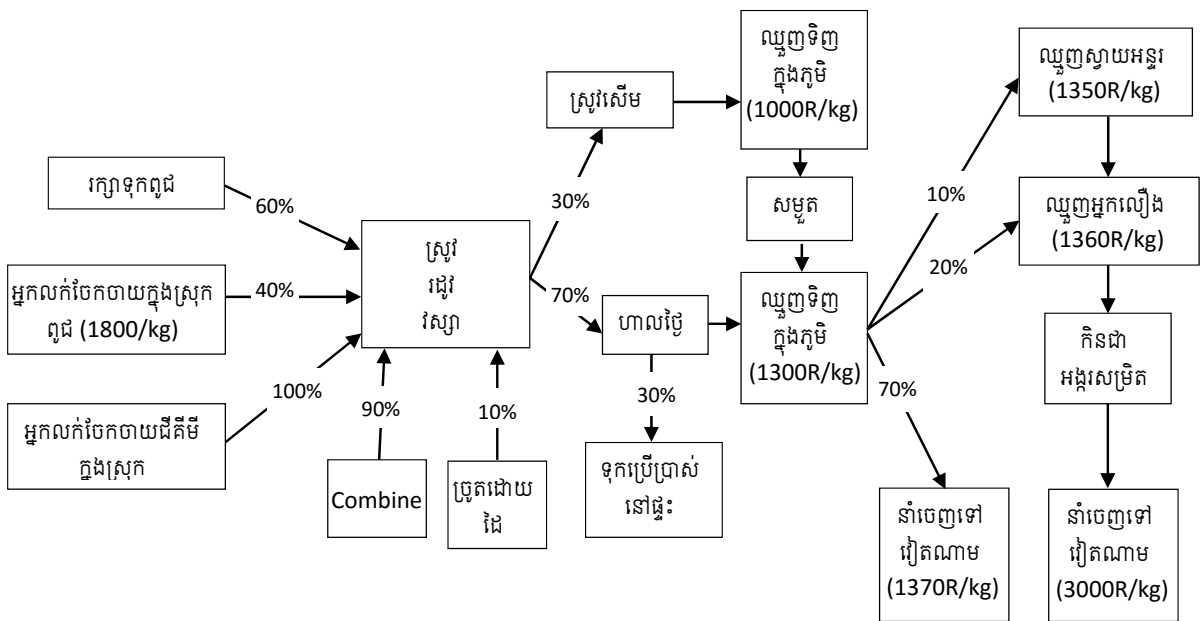 រក្សាទុកពូជ
60%
អ្នកលក់ចែកចាយក្នុងស្រុក
ពូជ (1800/kg)
40%
អ្នកលក់ចែកចាយជីគីមី
ក្នុងស្រុក
100%
ស្រូវ
រដូវ
វស្សា
90%
Combine
10%
ច្រូតដោយ
ដៃ
30%
ស្រូវសើម
70%
ហាលថ្ងៃ
30%
ទុកប្រើប្រាស់
នៅផ្ទះ
ឈ្មួញទិញ
ក្នុងភូមិ
(1000R/kg)
សម្ងួត
ឈ្មួញទិញ
ក្នុងភូមិ
(1300R/kg)
10%
20%
70%
ឈ្មួញស្វាយអន្ទរ
(1350R/kg)
ឈ្មួញអ្នកលឿង
(1360R/kg)
កិនជា
អង្ករសម្រិត
នាំចេញទៅ
វៀតណាម
(1370R/kg)
នាំចេញទៅ
វៀតណាម
(3000R/kg)